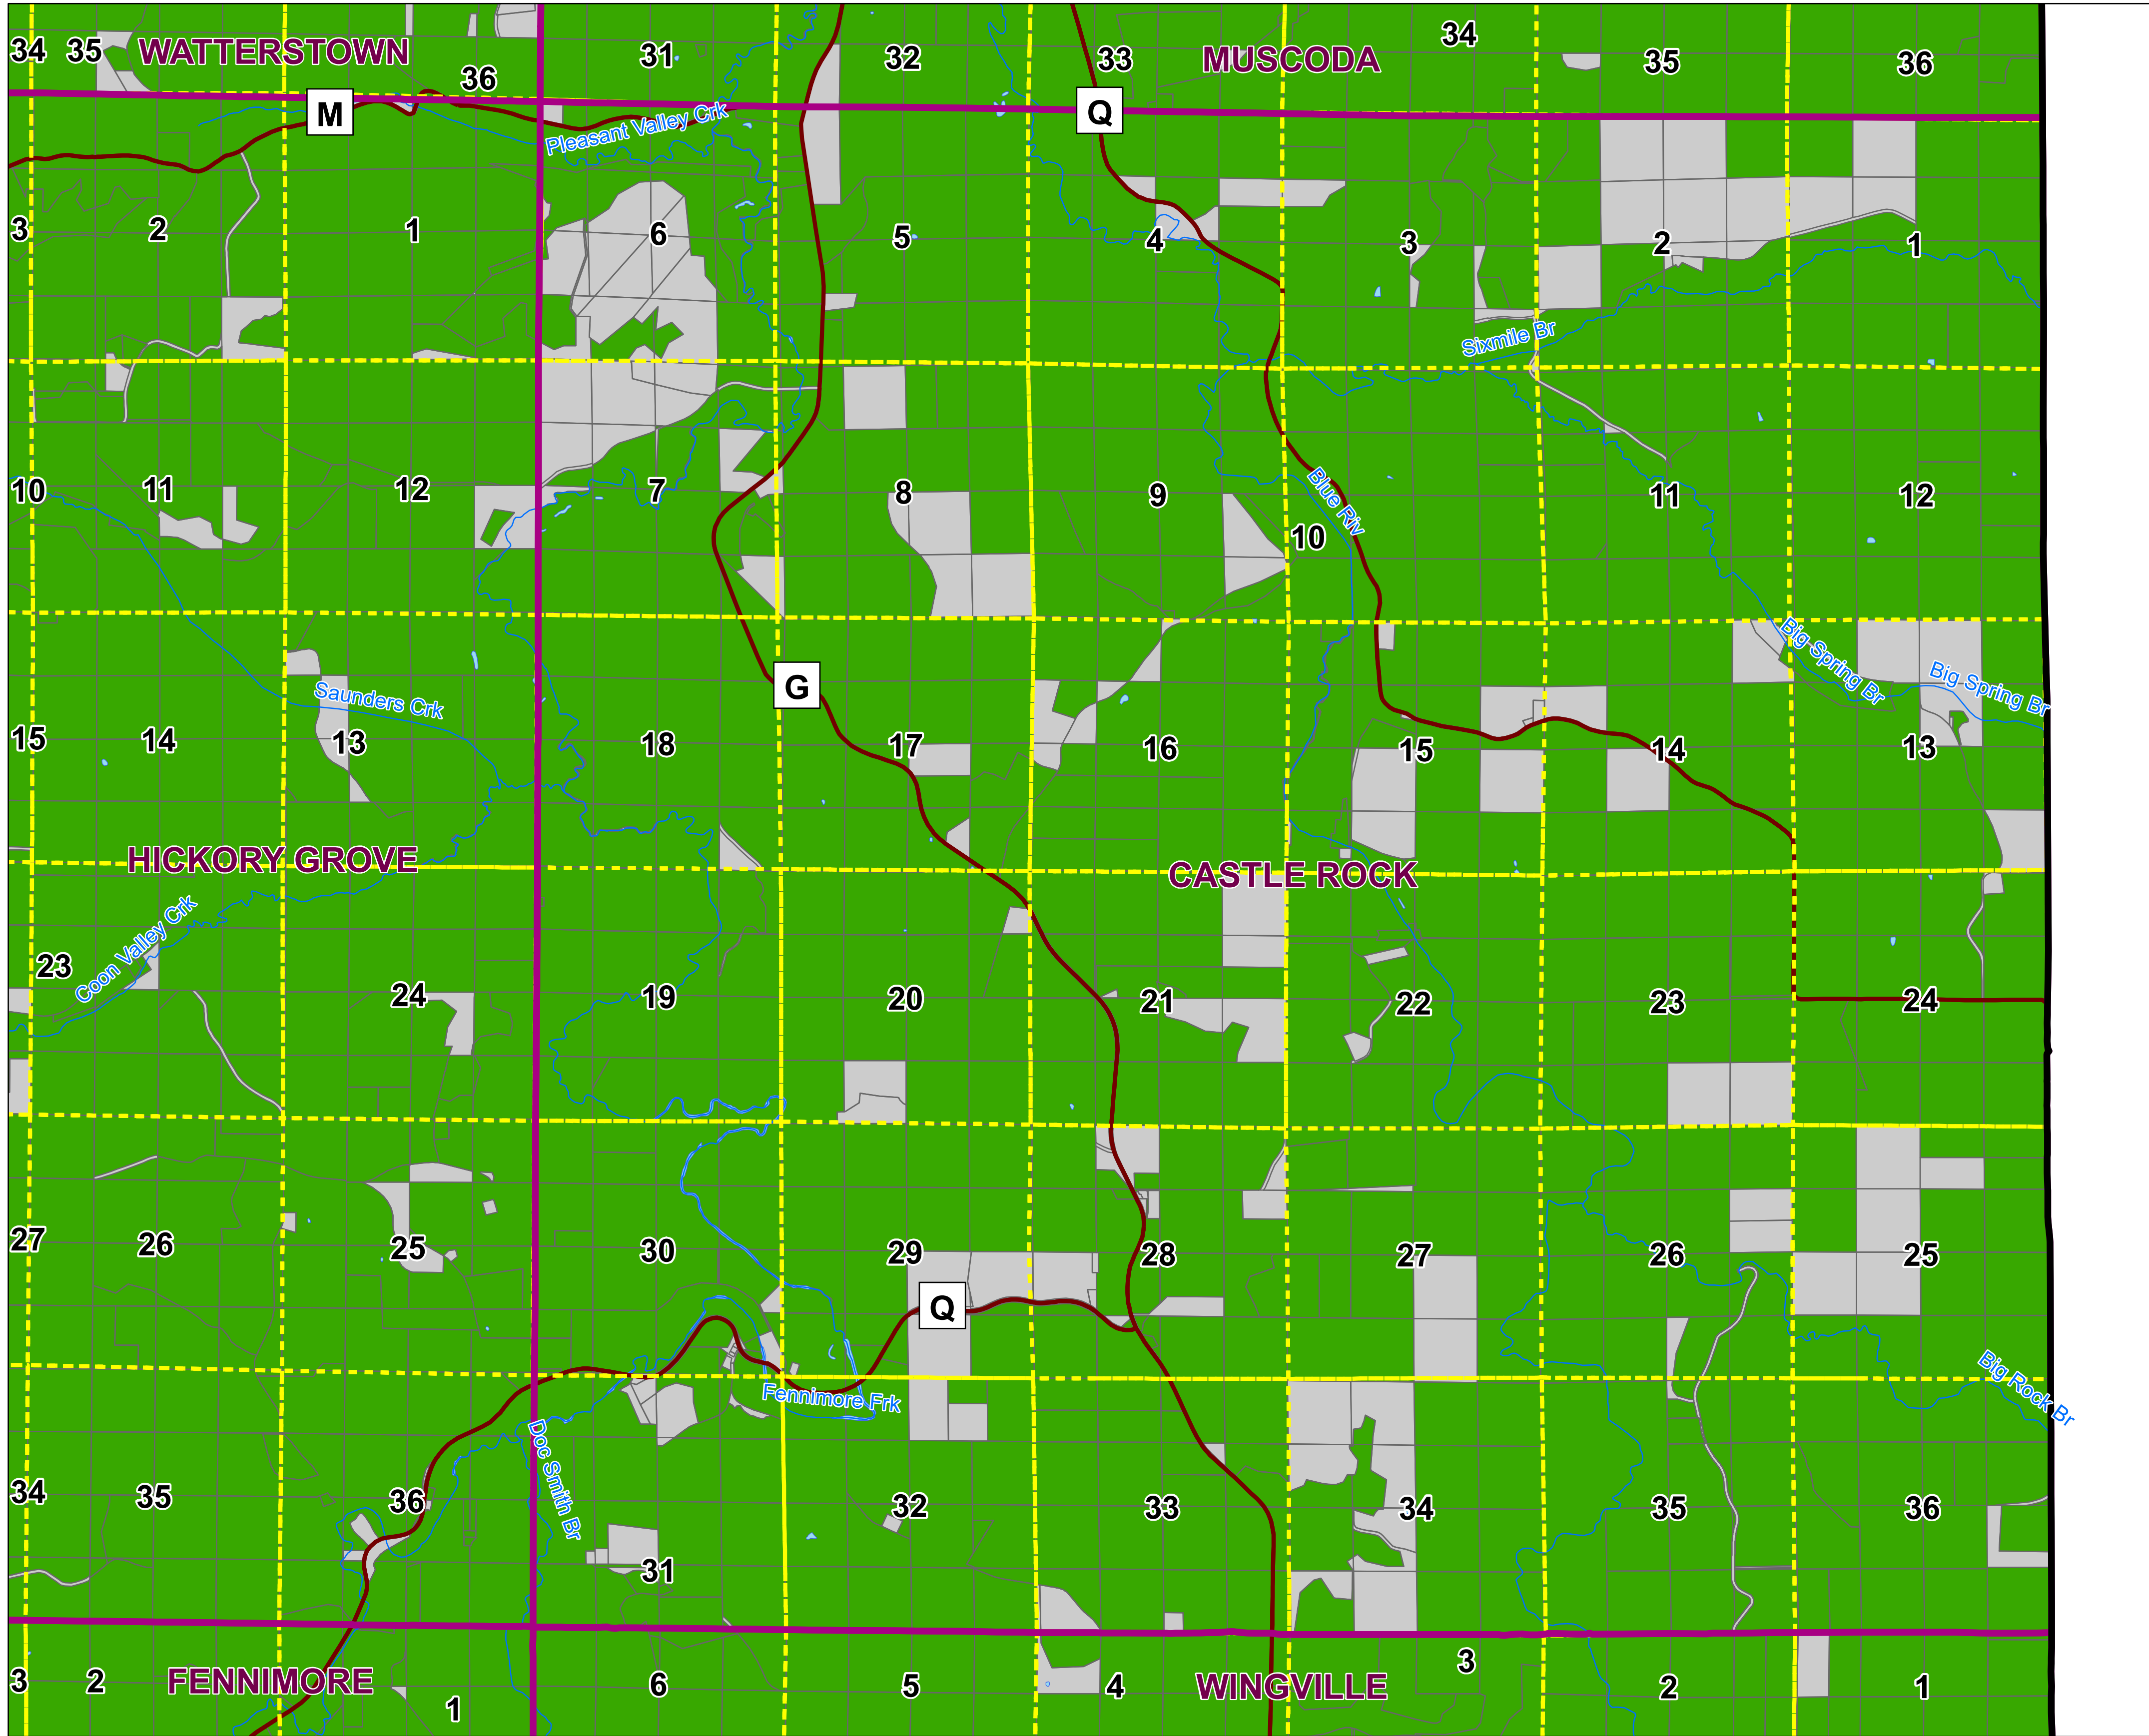 34 35 WATTERSTOWN 36 31 32 33 MUSCODA 34 35 36
M Pleasant Valley Crk Q
3 2 1 6 5 4 3 2 1
Sixmile Br
10 11 12 7 8 9 10 11 12
Blue Riv
Big Spring Br Big Spring Br
Saunders Crk G
15 14 13 18 17 16 15 14 13
HICKORY GROVE CASTLE ROCK
Coon Valley Crk
23 24 19 20 21 22 23 24
27 26 25 30 29 28 27 26 25
Q
Fennimore Frk Big Rock Br
Doc Smith Br
34 35 36 31 32 33 34 35 36
3 2 FENNIMORE 1 6 5 4 WINGVILLE 3 2 1